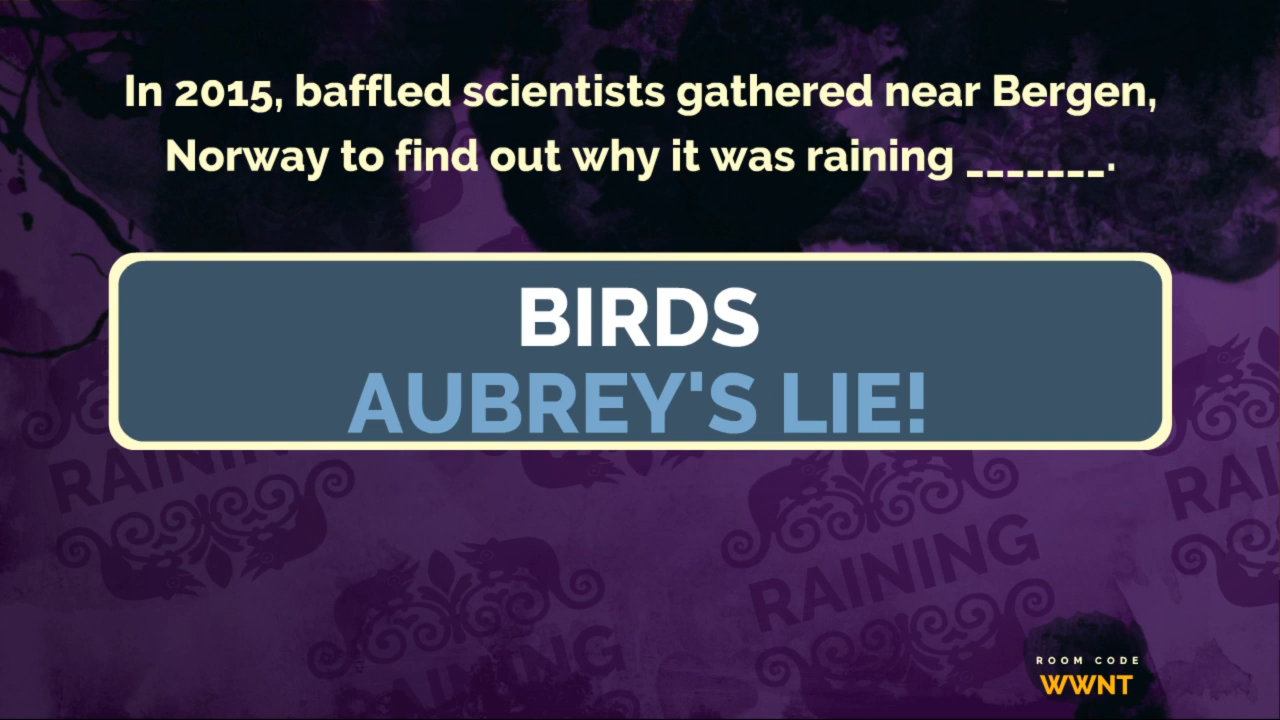 In 2015, baffled scientists gathered near Bergen,
Norway to find out why it was raining _______.
BIRDS
AUBREY'S LIE!
RAINING
RAINING
RAINING
RAINING
ROOM CODE
WWNT